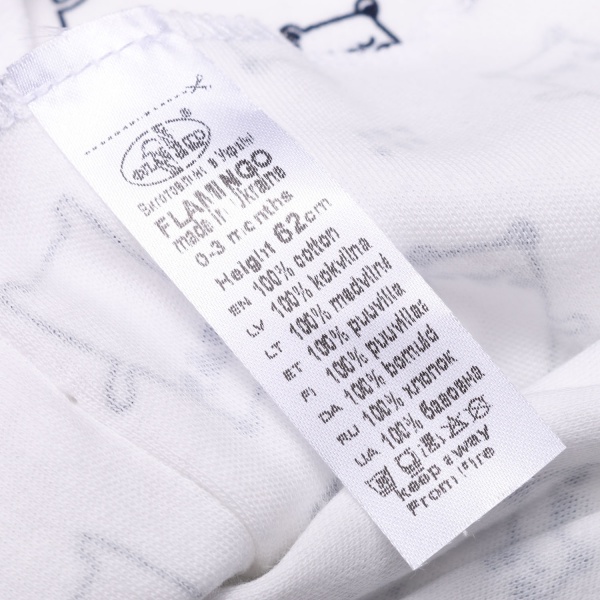 Виготовлено в Україні
FLAMINGO
made in Ukraine
0-3 months
Height 62cm
EN 100% cotton
LV 100% kokvilna
LT 100% medvilnė
ET 100% puuvilla
FI 100% puuvillaa
DA 100% bomuld
RU 100% хлопок
UA 100% бавовна
keep away
from fire